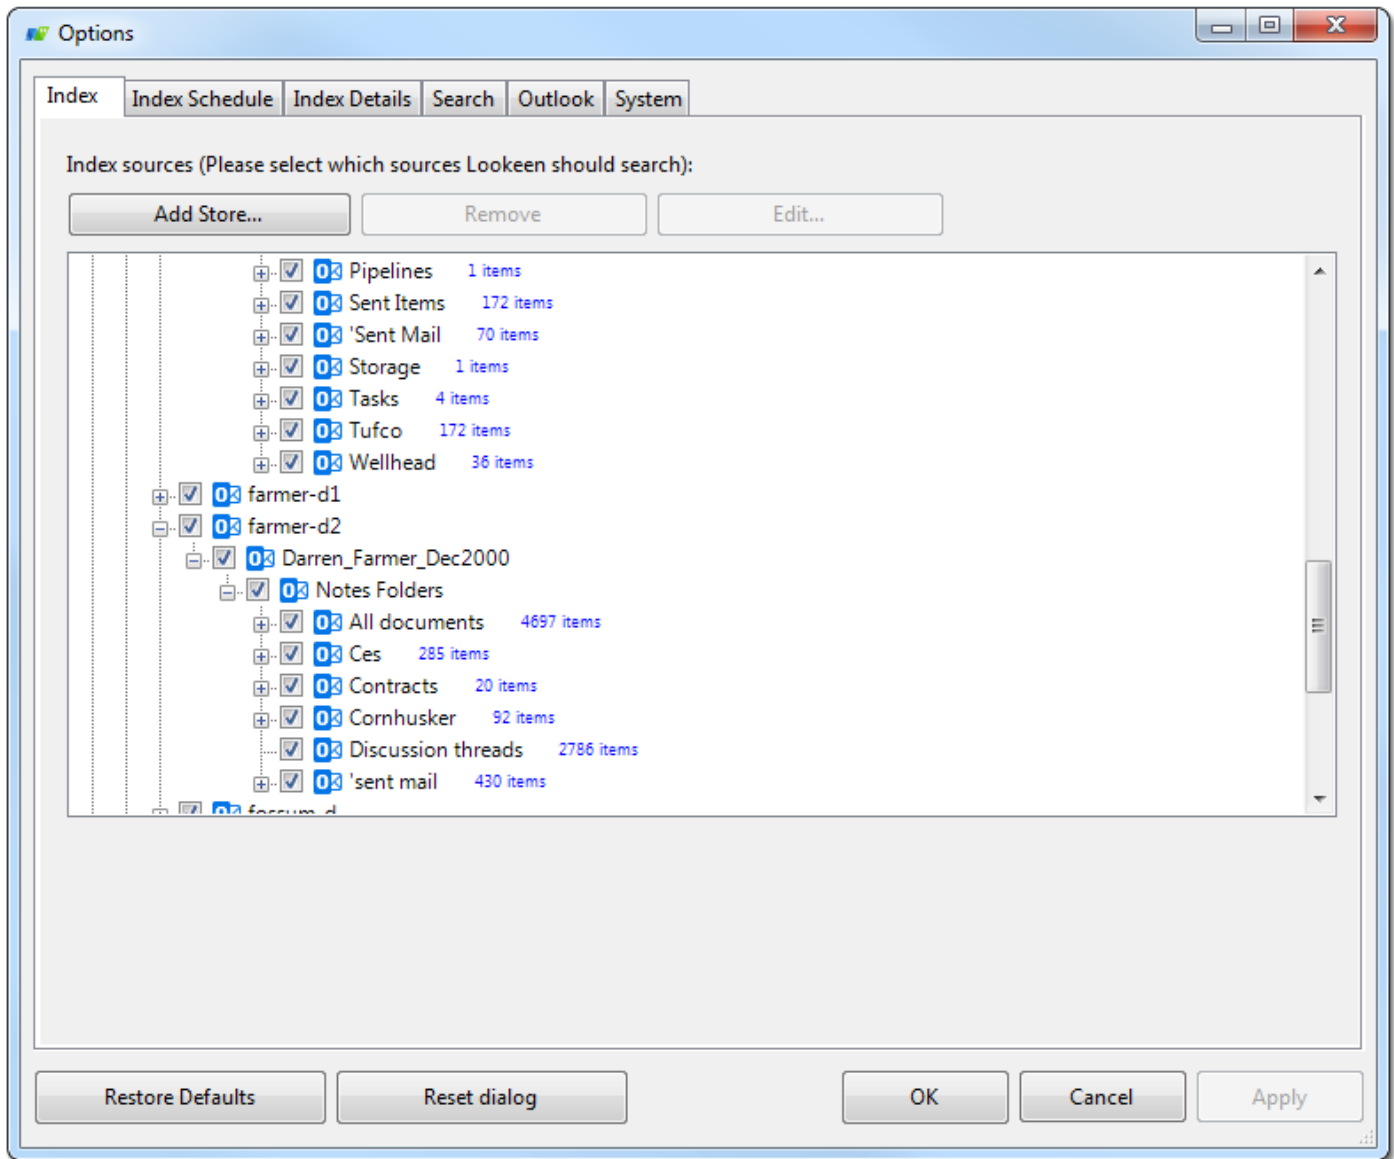 Options
Index Index Schedule Index Details Search Outlook System
Index sources (Please select which sources Lookeen should search):
Add Store... Remove Edit...
Pipelines 1 items
Sent Items 172 items
'Sent Mail 70 items
Storage 1 items
Tasks 4 items
Tufco 172 items
Wellhead 36 items
farmer-d1
farmer-d2
Darren_Farmer_Dec2000
Notes Folders
All documents 4697 items
Ces 285 items
Contracts 20 items
Cornhusker 92 items
Discussion threads 2786 items
'sent mail 430 items
Restore Defaults Reset dialog OK Cancel Apply